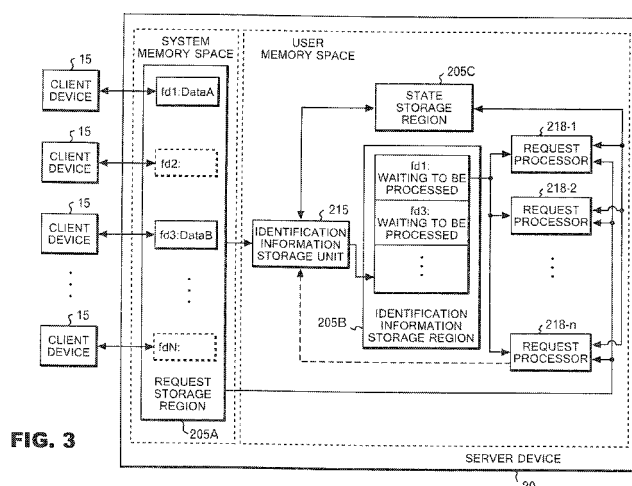 SYSTEM
MEMORY SPACE
USER
MEMORY SPACE
15
CLIENT
DEVICE
fd1:DataA
15
CLIENT
DEVICE
fd2:
15
CLIENT
DEVICE
fd3:DataB
15
CLIENT
DEVICE
fdN:
REQUEST
STORAGE
REGION
205A
215
IDENTIFICATION
INFORMATION
STORAGE UNIT
205C
STATE
STORAGE
REGION
fd1:
WAITING TO BE
PROCESSED
fd3:
WAITING TO BE
PROCESSED
205B
IDENTIFICATION
INFORMATION
STORAGE REGION
218-1
REQUEST
PROCESSOR
218-2
REQUEST
PROCESSOR
218-n
REQUEST
PROCESSOR
FIG. 3
SERVER DEVICE
20